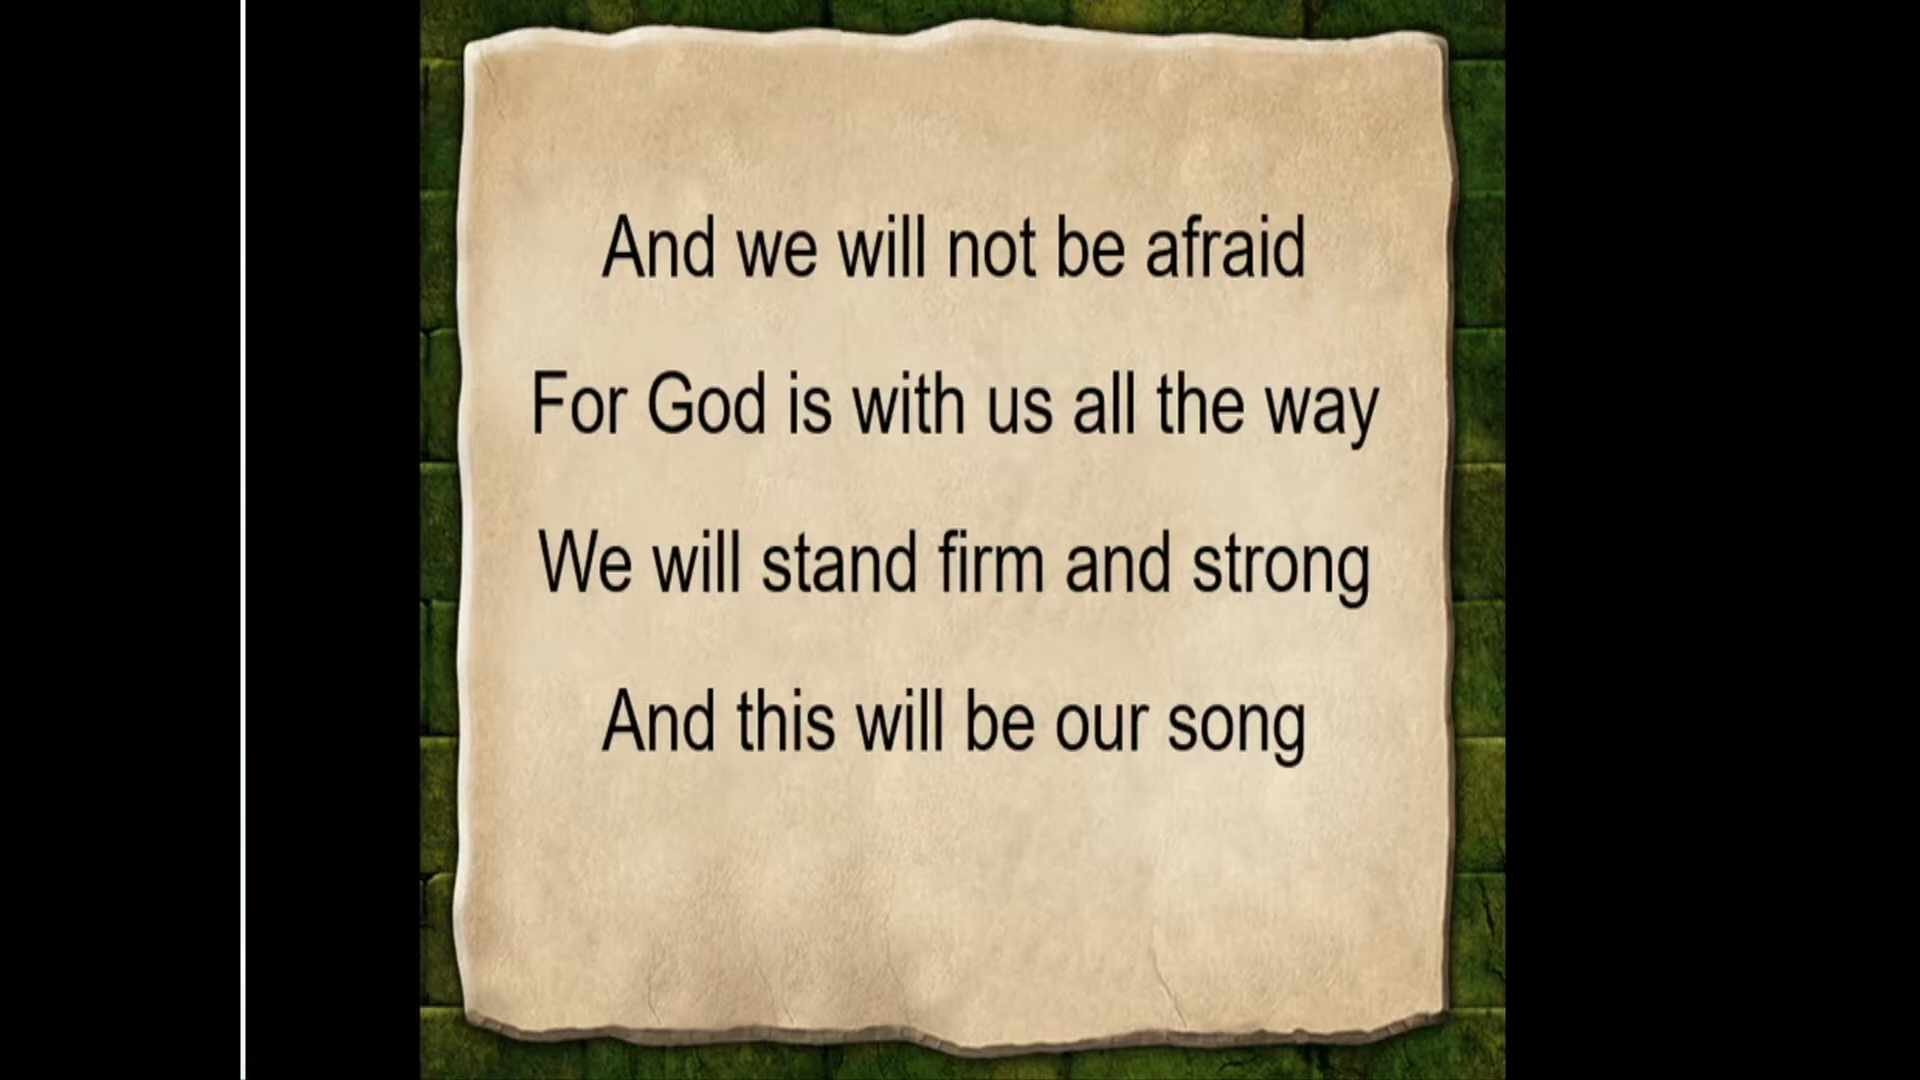 And we will not be afraid
For God is with us all the way
We will stand firm and strong
And this will be our song